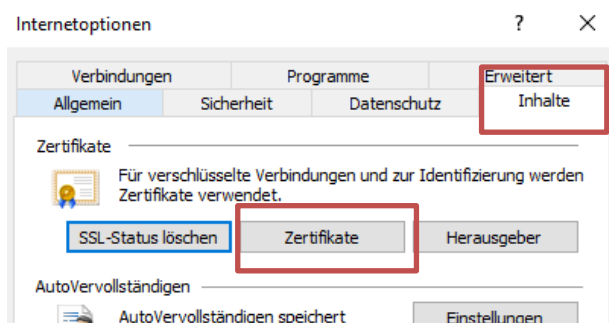 Internetoptionen ? ×
Verbindungen Programme Erweitert
Allgemein Sicherheit Datenschutz Inhalte
Zertifikate
Für verschlüsselte Verbindungen und zur Identifizierung werden
Zertifikate verwendet.
SSL-Status löschen Zertifikate Herausgeber
AutoVervollständigen
AutoVervollständigen speichert Einstellungen